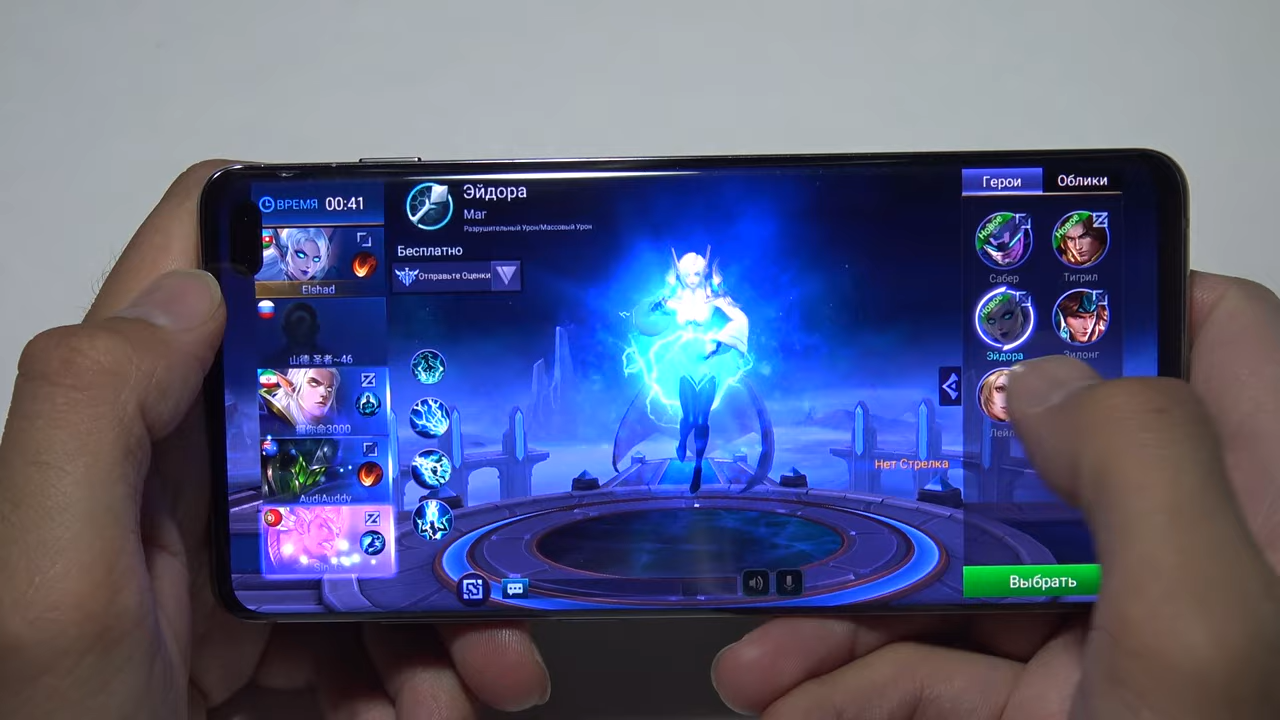 ВРЕМЯ 00:41
Elshad
山德.圣者~46
擱你命3000
AudiAuddy
Эйдора
Маг
Разрушительный Урон/Массовый Урон
Бесплатно
Отправьте Оценки
Нет Стрелка
Герои
Облики
Новое
Сабер
Новое
Тигрил
Новое
Эйдора
Зилонг
Выбрать